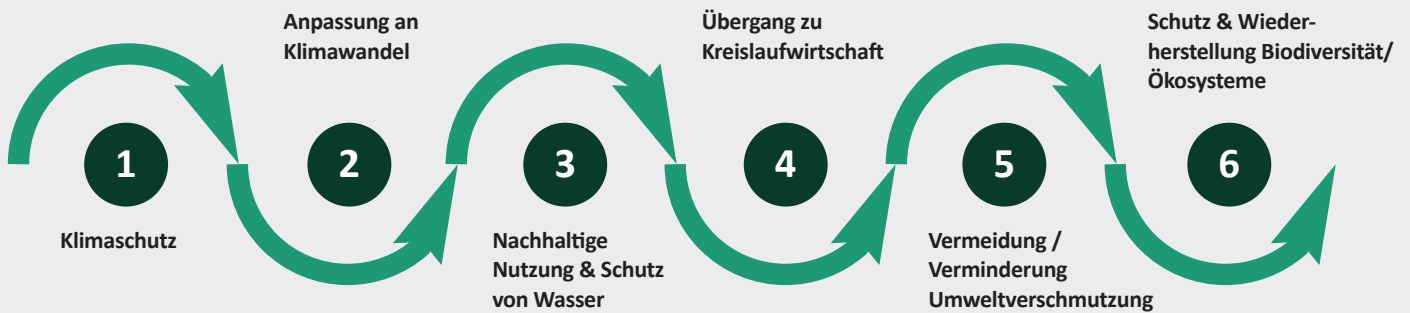 1
Klimaschutz
Anpassung an
Klimawandel
2
3
Nachhaltige
Nutzung & Schutz
von Wasser
Übergang zu
Kreislaufwirtschaft
4
5
Vermeidung /
Verminderung
Umweltverschmutzung
Schutz & Wieder-
herstellung Biodiversität/
Ökosysteme
6